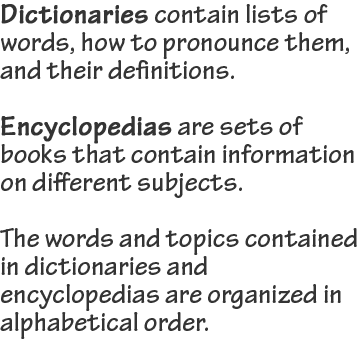 Dictionaries contain lists of
words, how to pronounce them,
and their definitions.
Encyclopedias are sets of
books that contain information
on different subjects.
The words and topics contained
in dictionaries and
encyclopedias are organized in
alphabetical order.